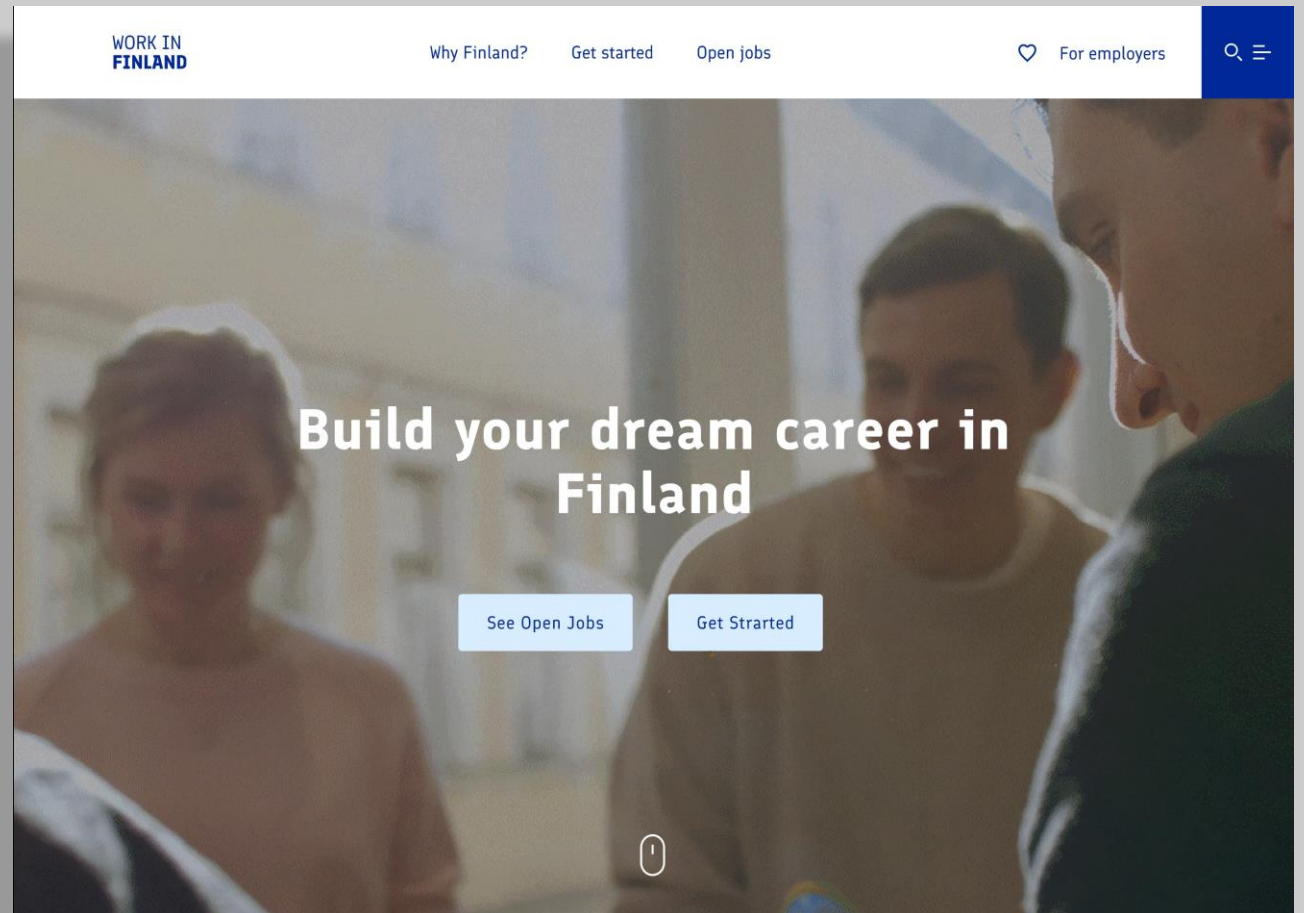 WORK IN
FINLAND
Why Finland? Get started Open jobs
For employers
Build your dream career in
Finland
See Open Jobs Get Strarted